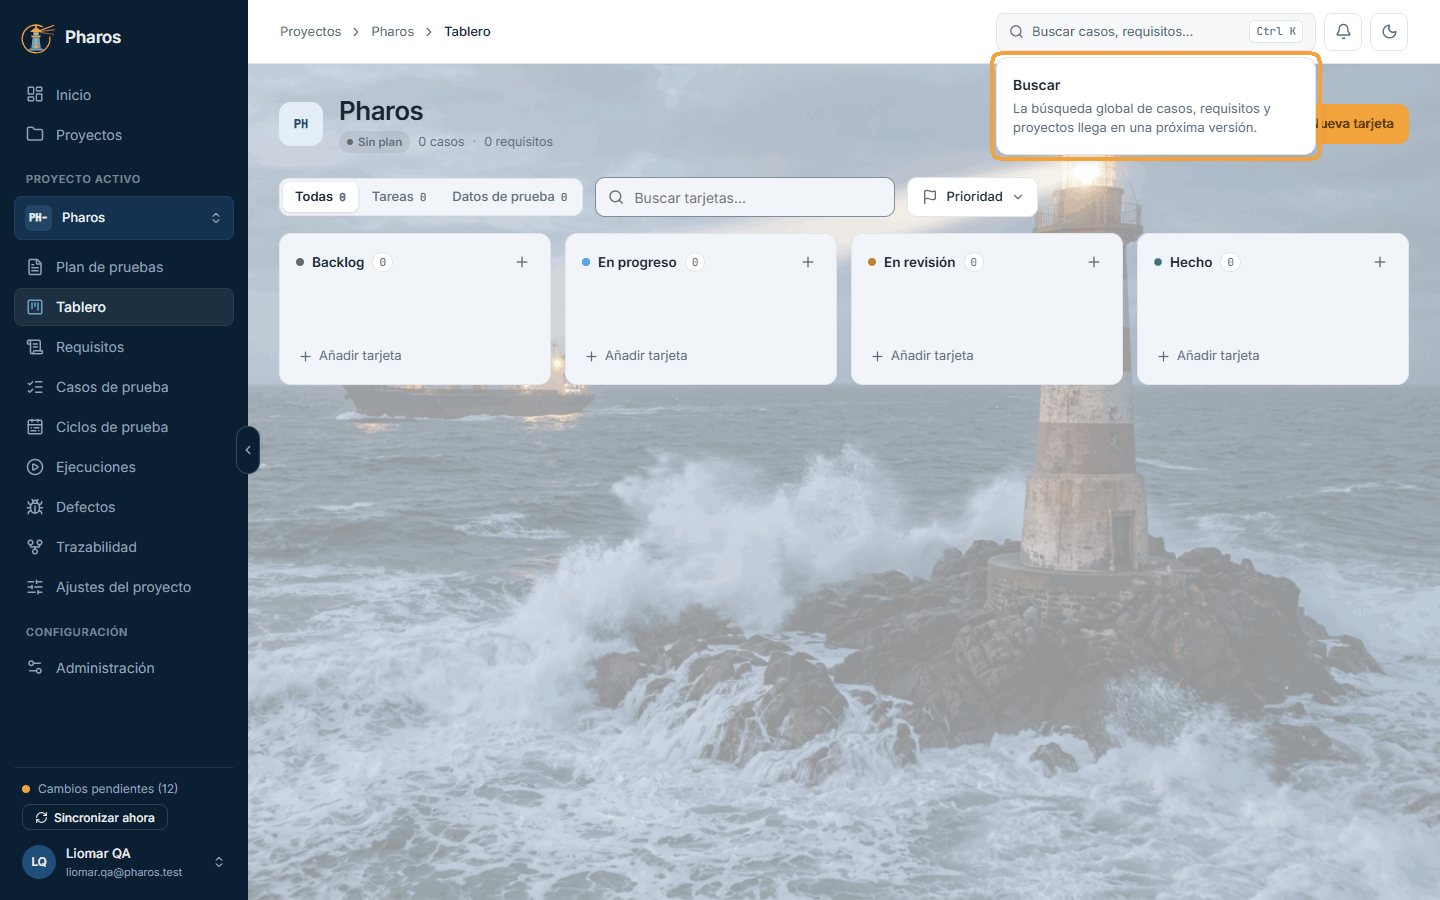 Pharos
Inicio
Proyectos
PROYECTO ACTIVO
PH-
Pharos
Plan de pruebas
Tablero
Requisitos
Casos de prueba
Ciclos de prueba
Ejecuciones
Defectos
Trazabilidad
Ajustes del proyecto
CONFIGURACIÓN
Administración
Cambios pendientes (12)
Sincronizar ahora
LQ
Liomar QA
liomar.qa@pharos.test
Proyectos > Pharos > Tablero
Buscar casos, requisitos... Ctrl K
Buscar
La búsqueda global de casos, requisitos y
proyectos llega en una próxima versión.
PH
Pharos
Sin plan 0 casos · 0 requisitos
ueva tarjeta
Todas 0 Tareas 0 Datos de prueba 0
Buscar tarjetas...
Prioridad
Backlog 0
En progreso 0
En revisión 0
Hecho 0
Añadir tarjeta
Añadir tarjeta
Añadir tarjeta
Añadir tarjeta